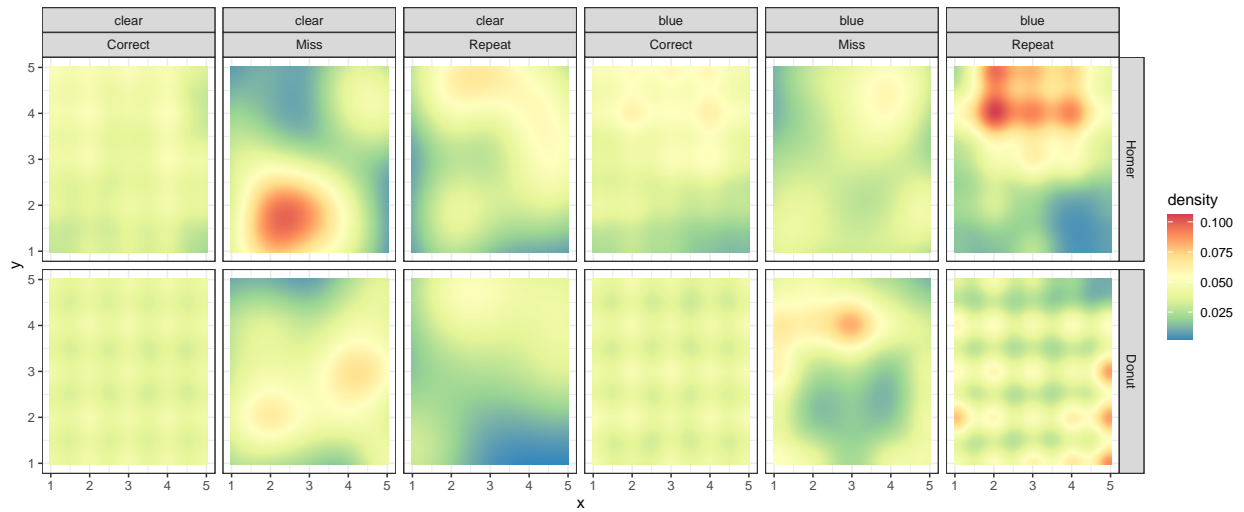 clear clear clear blue blue blue
Correct Miss Repeat Correct Miss Repeat
5
4
3
2
1
Homer
y
5
4
3
2
1
Donut
1 2 3 4 5 1 2 3 4 5 1 2 3 4 5 1 2 3 4 5 1 2 3 4 5 1 2 3 4 5
x
density
0.100
0.075
0.050
0.025